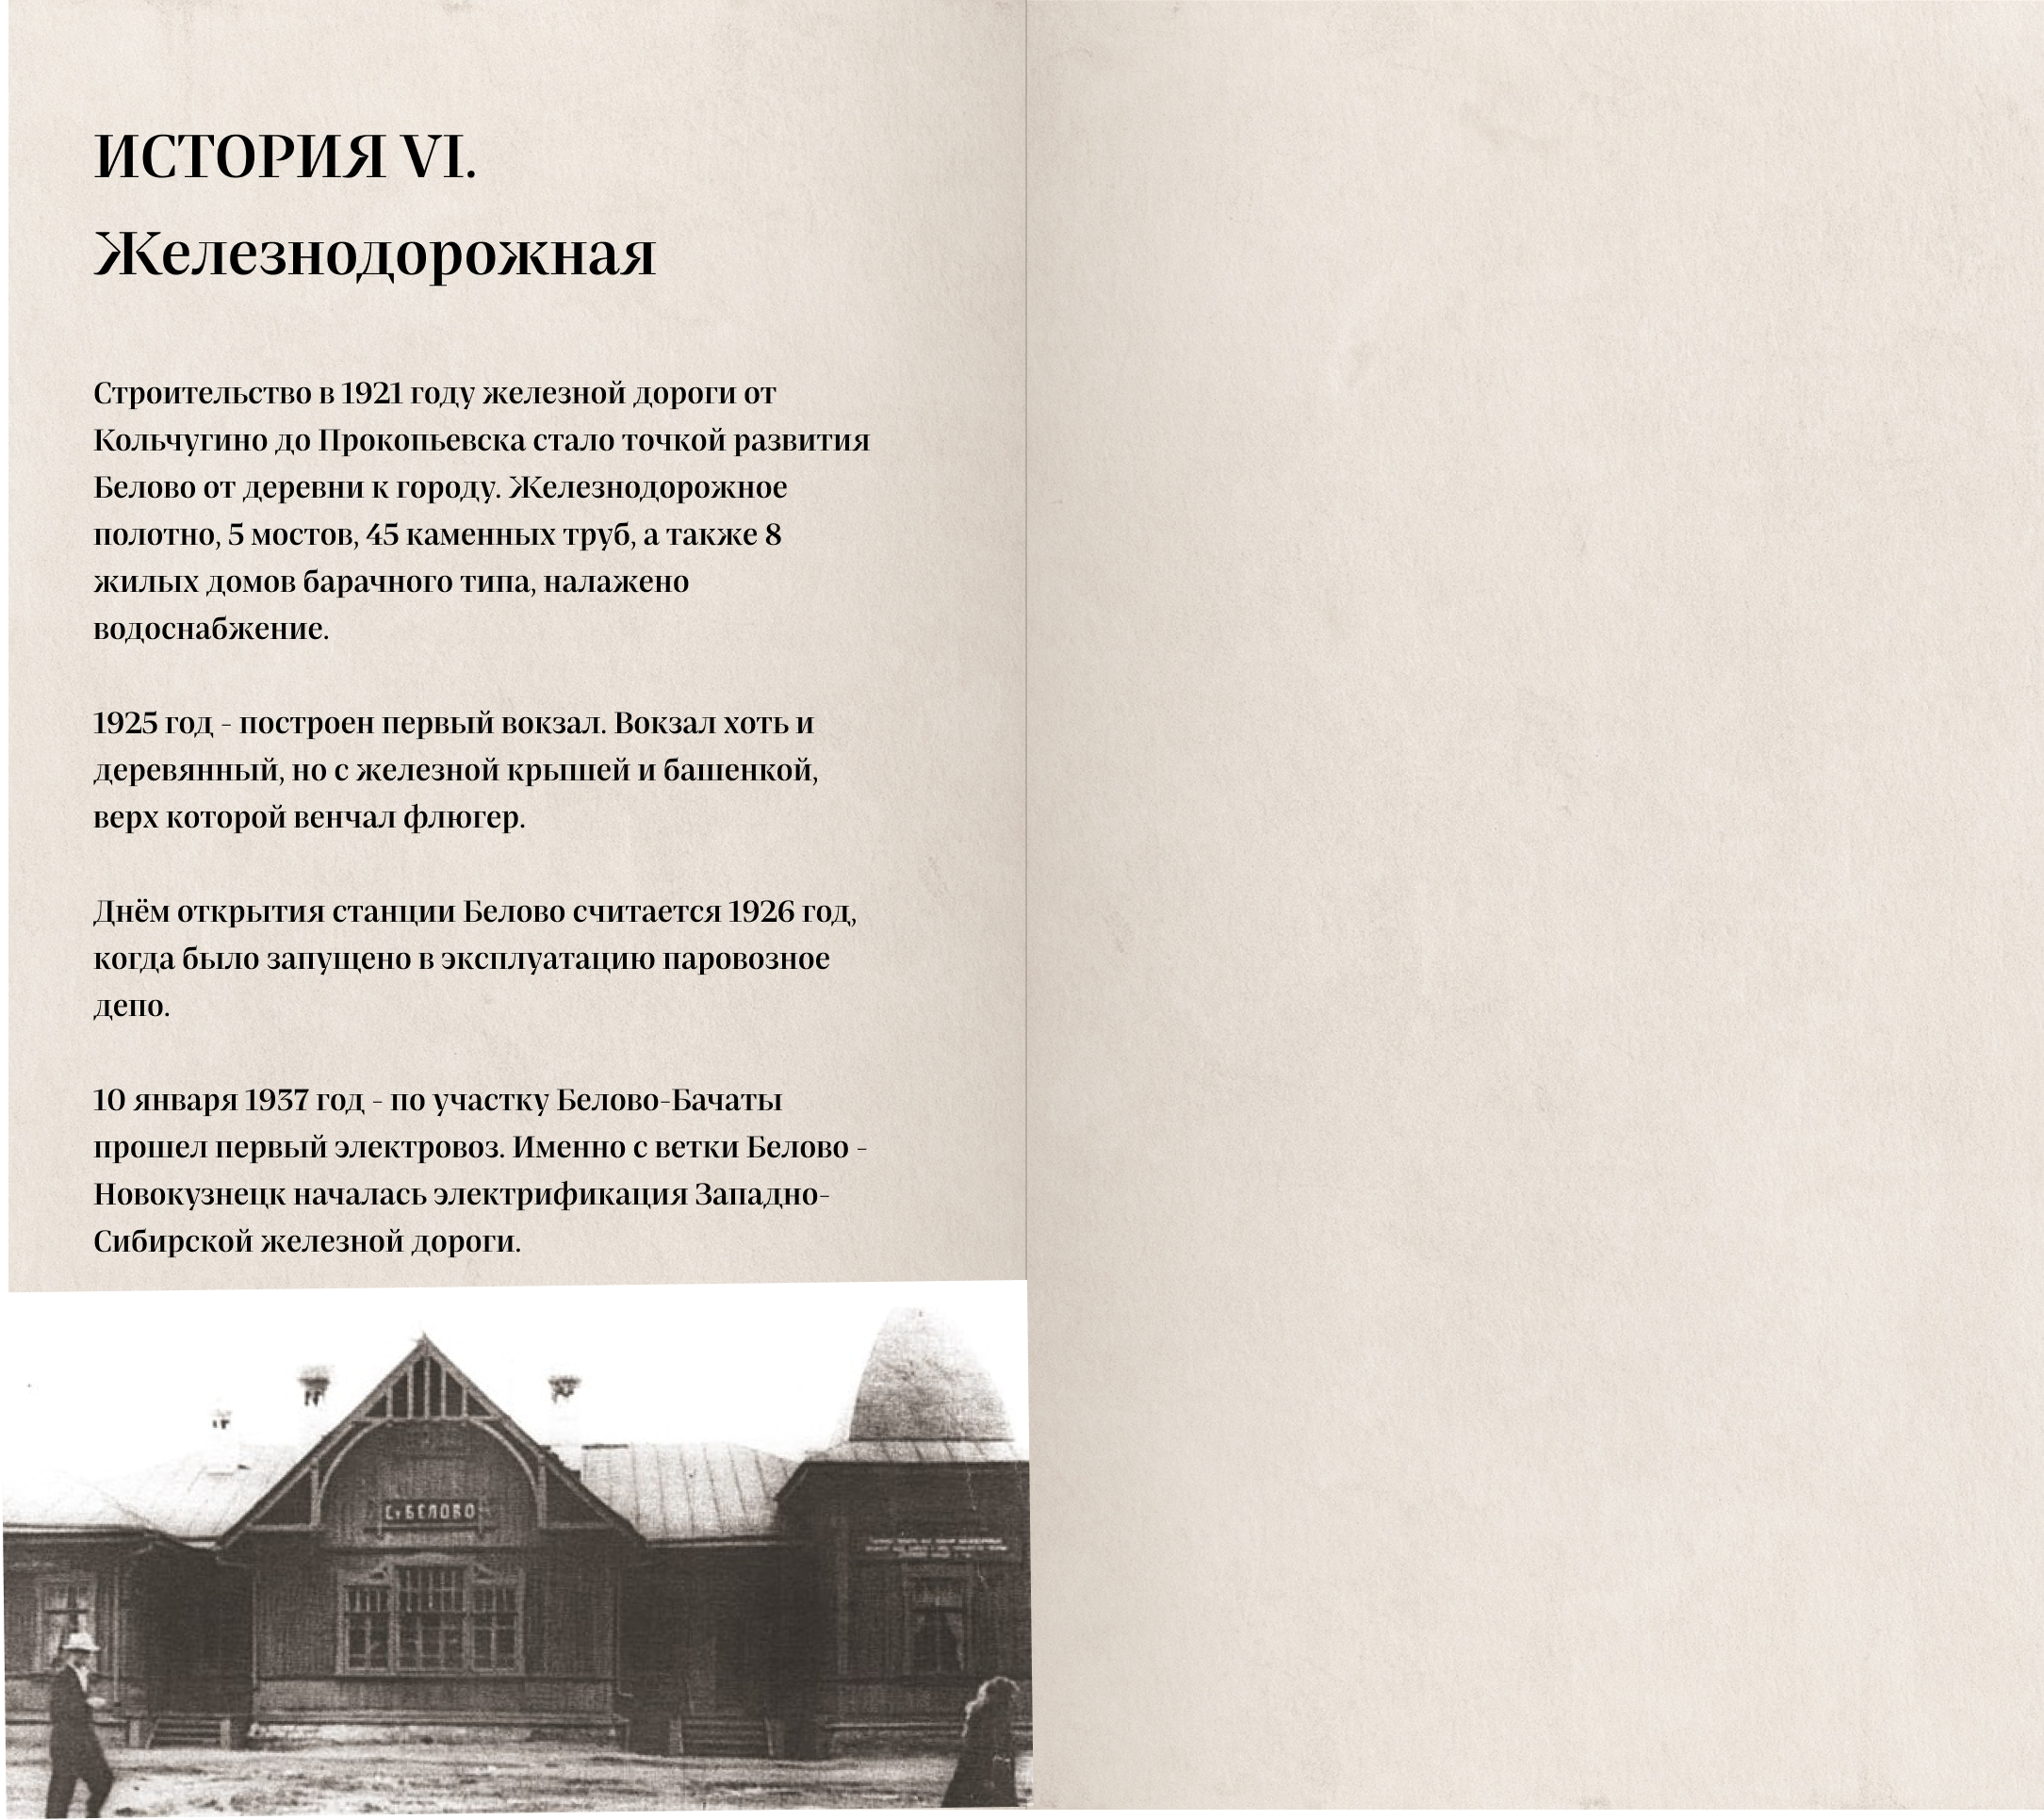 ИСТОРИЯ VI.
Железнодорожная
Строительство в 1921 году железной дороги от
Кольчугино до Прокопьевска стало точкой развития
Белово от деревни к городу. Железнодорожное
полотно, 5 мостов, 45 каменных труб, а также 8
жилых домов барачного типа, налажено
водоснабжение.
1925 год - построен первый вокзал. Вокзал хоть и
деревянный, но с железной крышей и башенкой,
верх которой венчал флюгер.
Днём открытия станции Белово считается 1926 год,
когда было запущено в эксплуатацию паровозное
депо.
10 января 1937 год - по участку Белово-Бачаты
прошел первый электровоз. Именно с ветки Белово -
Новокузнецк началась электрификация Западно-
Сибирской железной дороги.
Ст БЕЛОВО